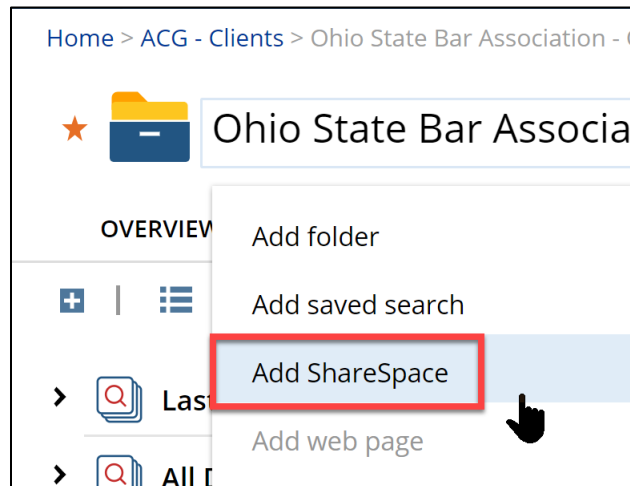 Home > ACG - Clients > Ohio State Bar Association -
Ohio State Bar Associa
OVERVIEW
Add folder
Add saved search
Add ShareSpace
Last
Add web page
All